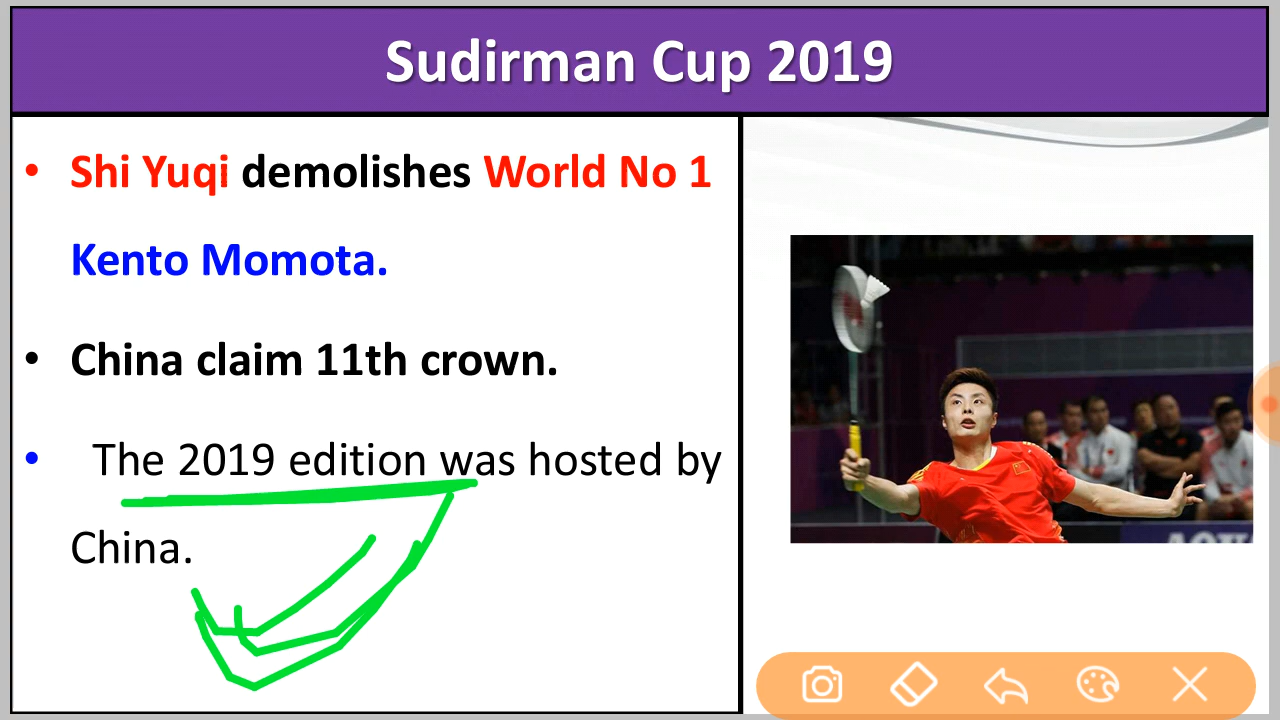 Sudirman Cup 2019
• Shi Yuqi demolishes World No 1
Kento Momota.
• China claim 11th crown.
• The 2019 edition was hosted by
China.